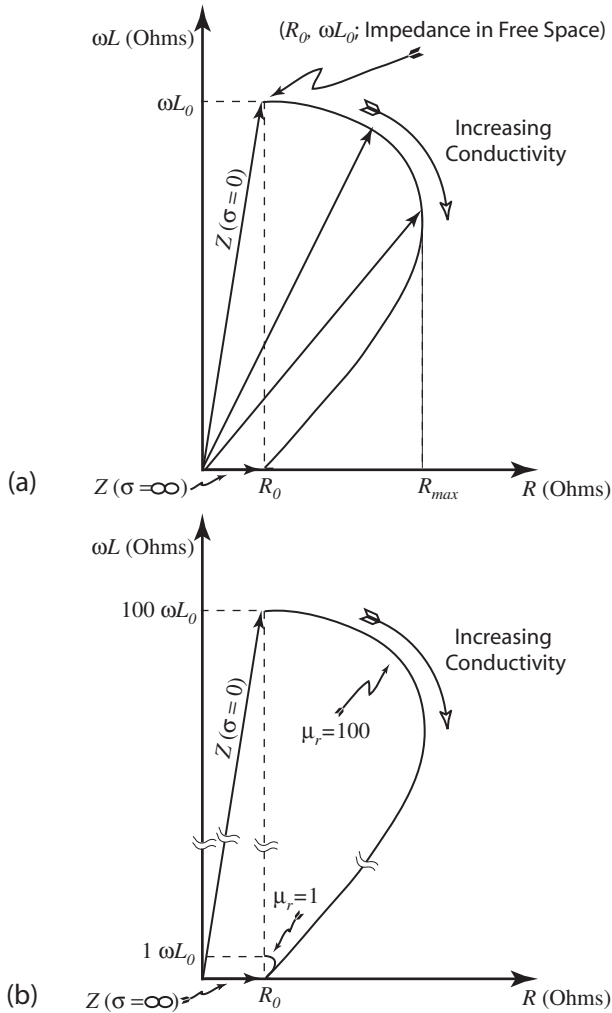 ωL (Ohms)
(R0, ωL0; Impedance in Free Space)
ωL0
Increasing
Conductivity
Z (σ = 0)
(a)
Z (σ =∞)
R0
Rmax
R (Ohms)
ωL (Ohms)
100 ωL0
Increasing
Conductivity
Z (σ = 0)
μr=100
μr=1
1 ωL0
(b)
Z (σ =∞)
R0
R (Ohms)